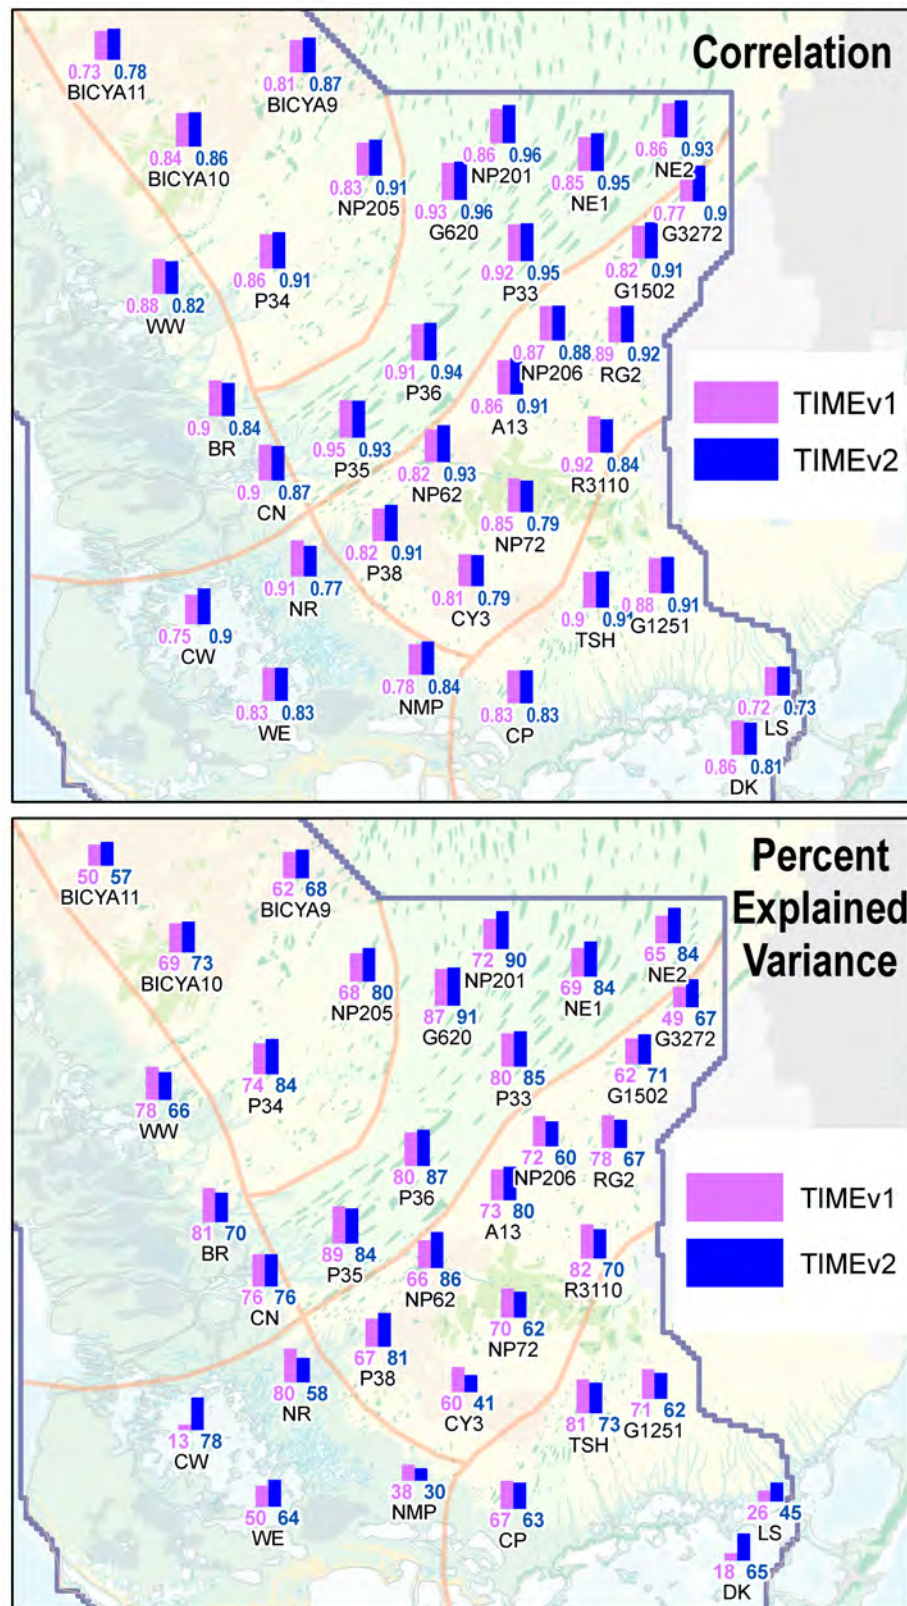 Correlation
0.73 0.78
BICYA11
0.81 0.87
BICYA9
0.84 0.86
BICYA10
0.83 0.91
NP205
0.86 0.96
NP201
0.93 0.96
G620
0.85 0.95
NE1
0.86 0.93
NE2
0.77 0.9
G3272
0.86 0.91
P34
0.88 0.82
WW
0.92 0.95
P33
0.82 0.91
G1502
0.91 0.94
P36
0.87 0.88
NP206
.89 0.92
RG2
0.86 0.91
A13
TIMEv1
TIMEv2
0.9 0.84
BR
0.95 0.93
P35
0.82 0.93
NP62
0.92 0.84
R3110
0.9 0.87
CN
0.85 0.79
NP72
0.82 0.91
P38
0.91 0.77
NR
0.81 0.79
CY3
0.9 0.91
TSH
0.88 0.91
G1251
0.75 0.9
CW
0.78 0.84
NMP
0.83 0.83
WE
0.83 0.83
CP
0.72 0.73
LS
0.86 0.81
DK
Percent
Explained
Variance
50 57
BICYA11
62 68
BICYA9
69 73
BICYA10
68 80
NP205
72 90
NP201
87 91
G620
69 84
NE1
65 84
NE2
49 67
G3272
74 84
P34
78 66
WW
80 85
P33
62 71
G1502
80 87
P36
72 60
NP206
78 67
RG2
73 80
A13
TIMEv1
TIMEv2
81 70
BR
89 84
P35
66 86
NP62
82 70
R3110
76 76
CN
70 62
NP72
67 81
P38
80 58
NR
60 41
CY3
81 73
TSH
71 62
G1251
13 78
CW
38 30
NMP
50 64
WE
67 63
CP
26 45
LS
18 65
DK